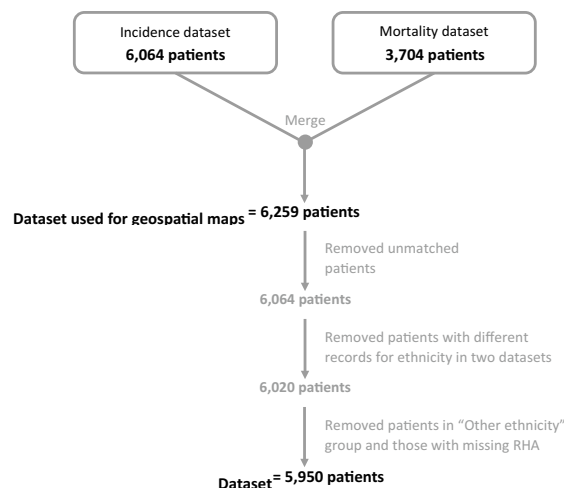 Incidence dataset
6,064 patients
Mortality dataset
3,704 patients
Merge
Dataset used for geospatial maps = 6,259 patients
Removed unmatched
patients
6,064 patients
Removed patients with different
records for ethnicity in two datasets
6,020 patients
Removed patients in “Other ethnicity”
group and those with missing RHA
Dataset = 5,950 patients